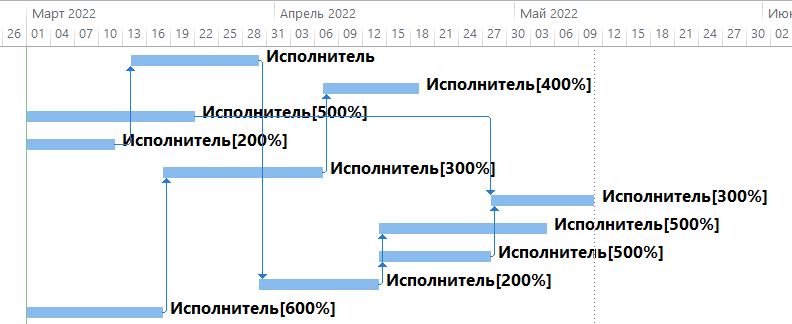 Март 2022 Апрель 2022 Май 2022 Июн
26 01 04 07 10 13 16 19 22 25 28 31 03 06 09 12 15 18 21 24 27 30 03 06 09 12 15 18 21 24 27 30 02
Исполнитель
Исполнитель[400%]
Исполнитель[500%]
Исполнитель[200%]
Исполнитель[300%]
Исполнитель[300%]
Исполнитель[500%]
Исполнитель[500%]
Исполнитель[200%]
Исполнитель[600%]